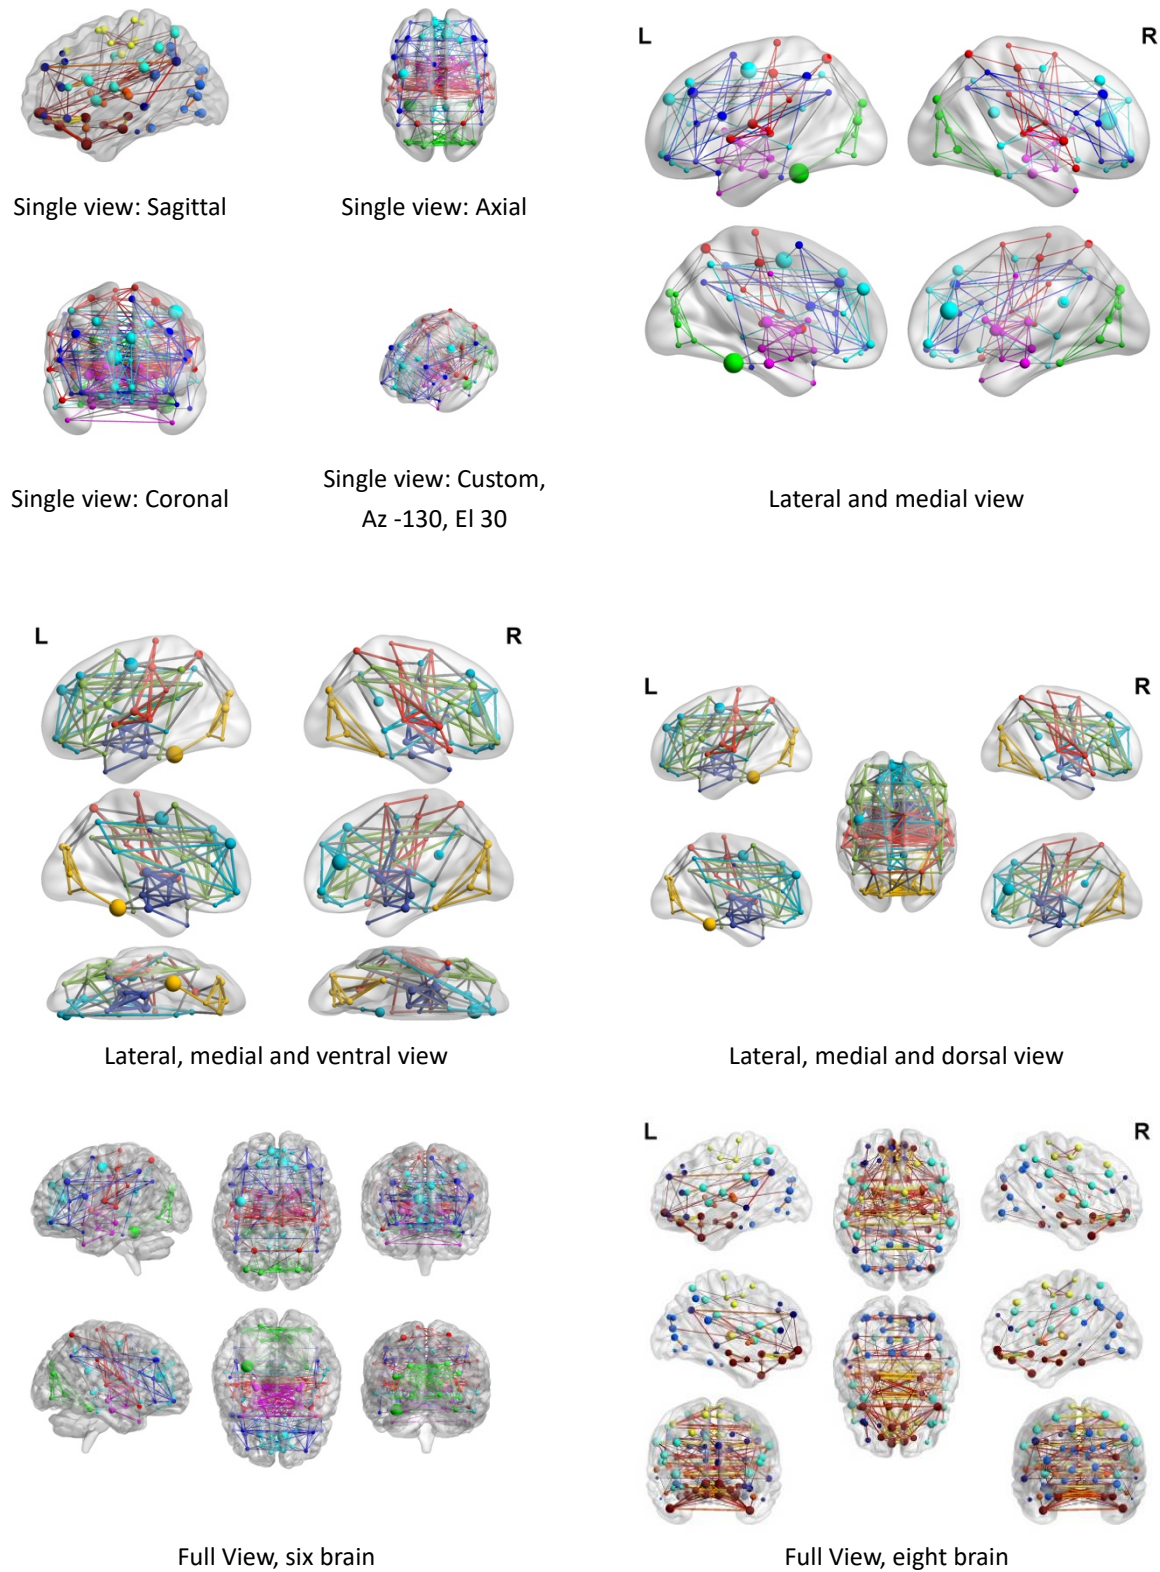 L
R
Single view: Sagittal
Single view: Axial
Single view: Coronal
Single view: Custom,
Az -130, El 30
Lateral and medial view
L
R
L
R
Lateral, medial and ventral view
Lateral, medial and dorsal view
L
R
Full View, six brain
Full View, eight brain